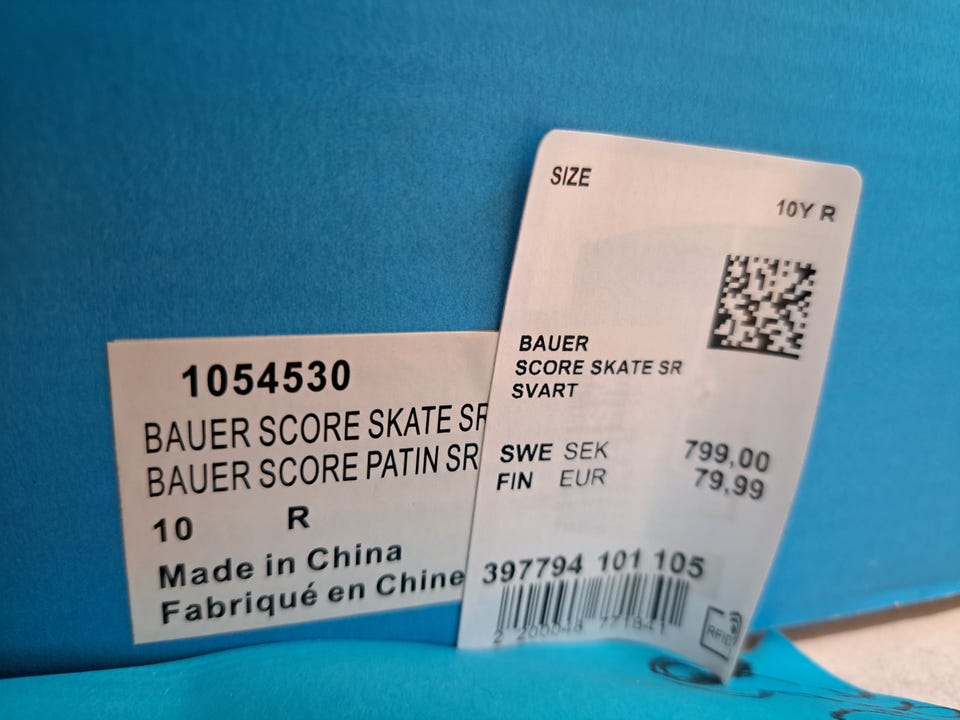 SIZE
10Y R
BAUER
SCORE SKATE SR
SVART
SWE SEK 799,00
FIN EUR 79,99
397794 101 105
RFID
1054530
BAUER SCORE SKATE SR
BAUER SCORE PATIN SR
10 R
Made in China
Fabriqué en Chine